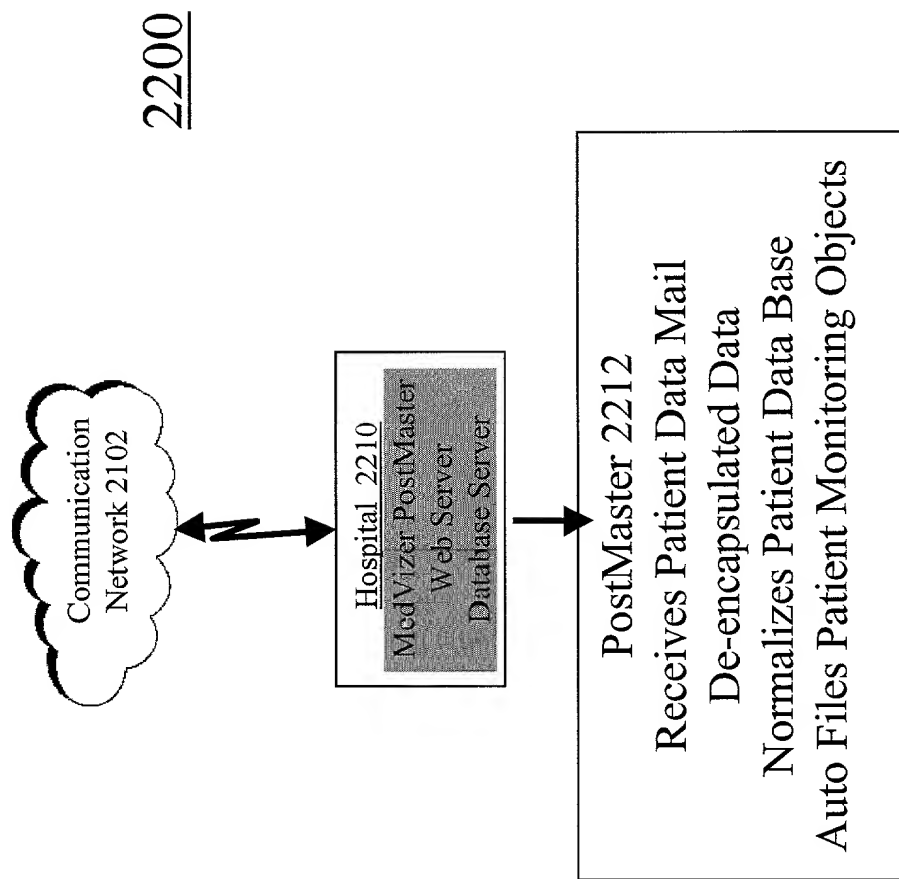 2200
Communication
Network 2102
Hospital 2210
MedVizer PostMaster
Web Server
Database Server
PostMaster 2212
Receives Patient Data Mail
De-encapsulated Data
Normalizes Patient Data Base
Auto Files Patient Monitoring Objects